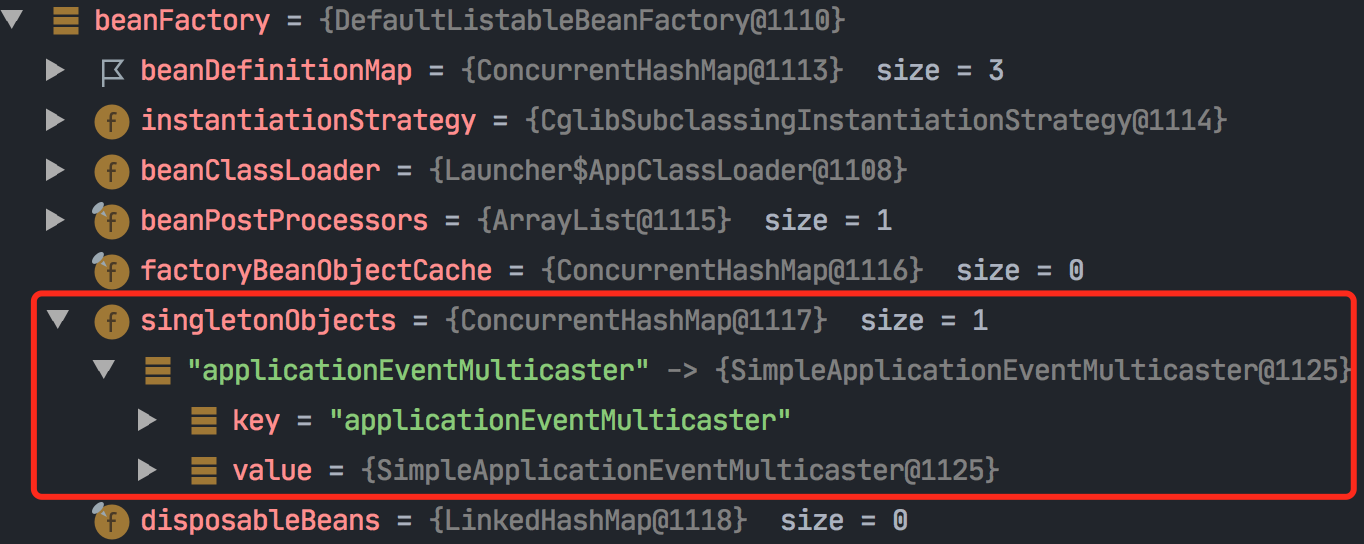 beanFactory = {DefaultListableBeanFactory@1110}
beanDefinitionMap = {ConcurrentHashMap@1113} size = 3
f instantiationStrategy = {CglibSubclassingInstantiationStrategy@1114}
f beanClassLoader = {Launcher$AppClassLoader@1108}
f beanPostProcessors = {ArrayList@1115} size = 1
f factoryBeanObjectCache = {ConcurrentHashMap@1116} size = 0
f singletonObjects = {ConcurrentHashMap@1117} size = 1
"applicationEventMulticaster" -> {SimpleApplicationEventMulticaster@1125}
key = "applicationEventMulticaster"
value = {SimpleApplicationEventMulticaster@1125}
f disposableBeans = {LinkedHashMap@1118} size = 0